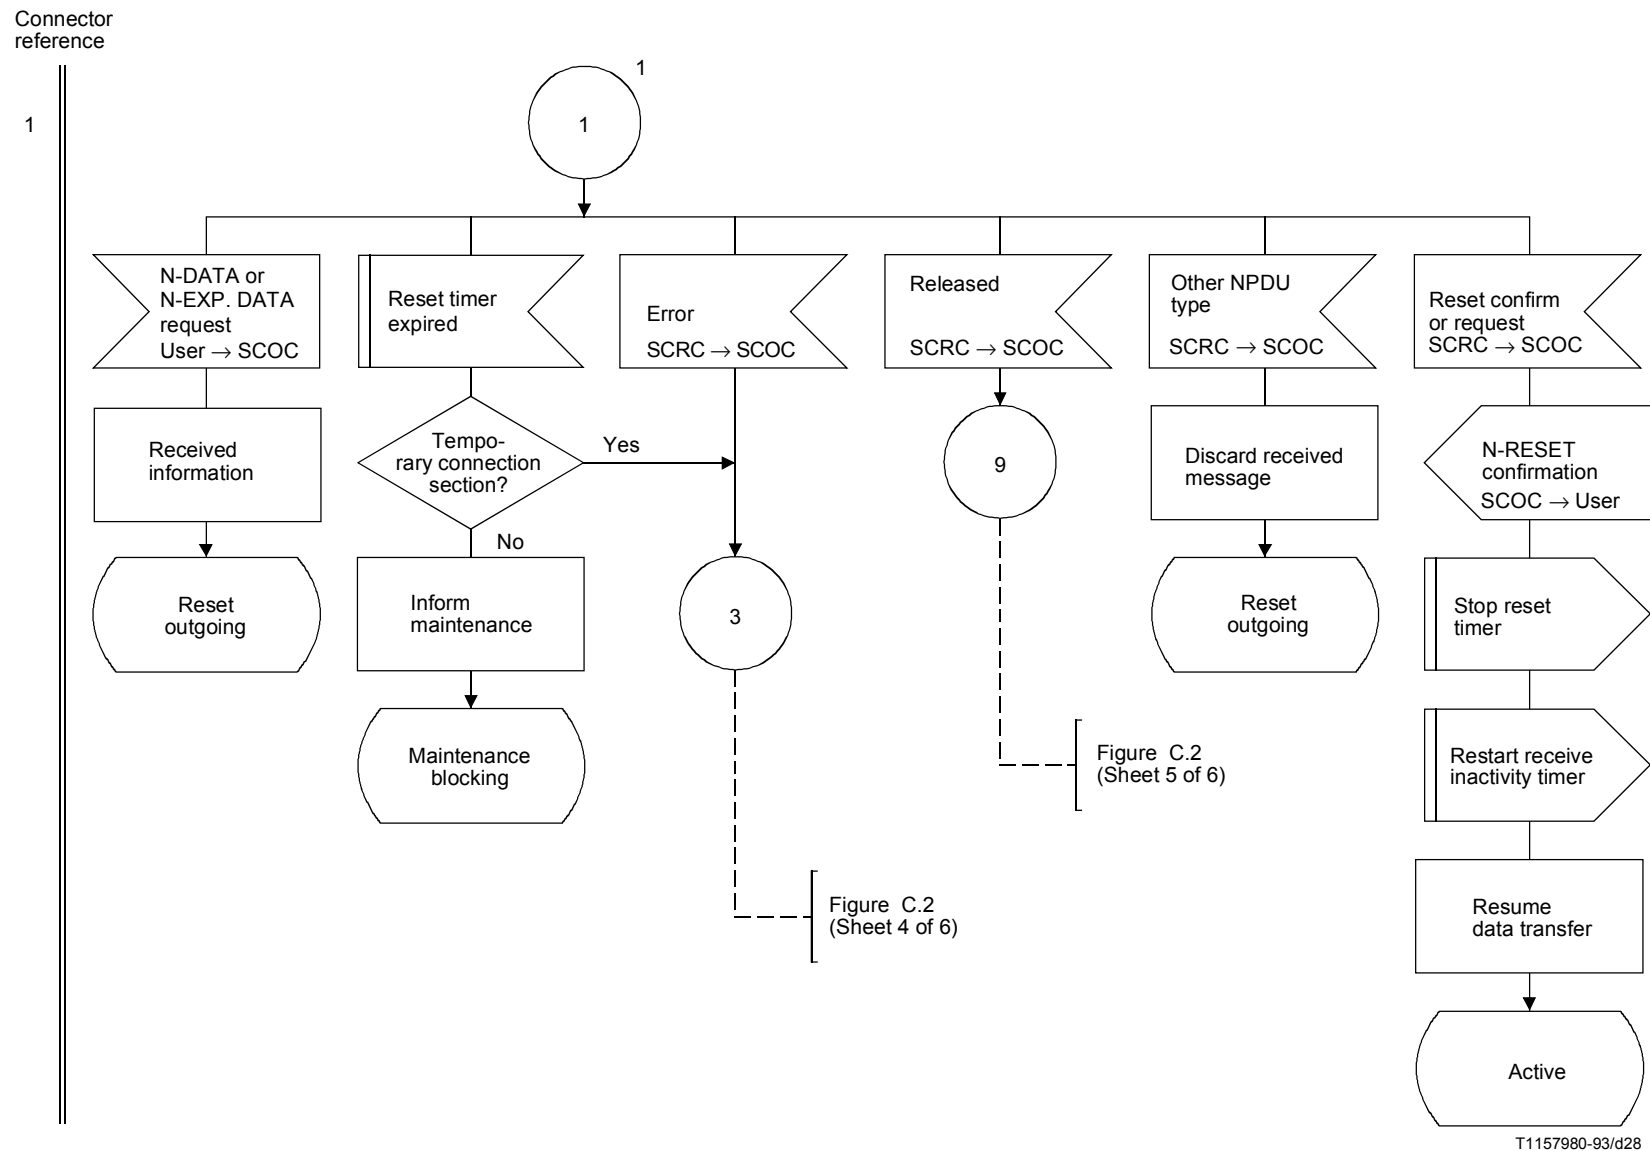 Connector
reference
1
1
1
N-DATA or
N-EXP. DATA
request
User → SCOC
Reset timer
expired
Error
SCRC → SCOC
Released
SCRC → SCOC
Other NPDU
type
SCRC → SCOC
Reset confirm
or request
SCRC → SCOC
Received
information
Tempo-
rary connection
section?
Yes
No
9
Discard received
message
N-RESET
confirmation
SCOC → User
Reset
outgoing
Inform
maintenance
3
Reset
outgoing
Stop reset
timer
Maintenance
blocking
Figure C.2
(Sheet 5 of 6)
Restart receive
inactivity timer
Figure C.2
(Sheet 4 of 6)
Resume
data transfer
Active
T1157980-93/d28